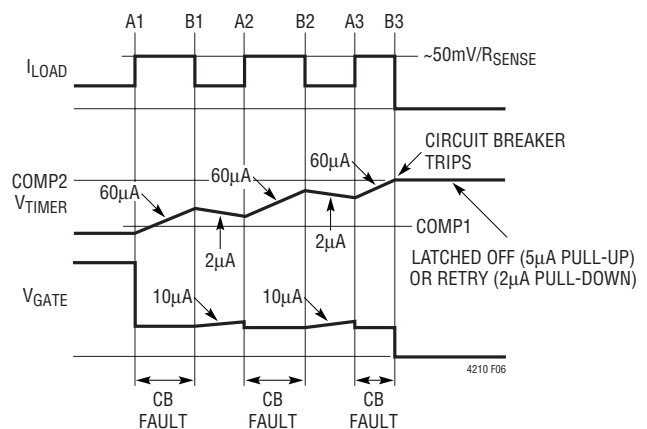 A1 B1 A2 B2 A3 B3
ILOAD
~50mV/RSENSE
CIRCUIT BREAKER
TRIPS
COMP2
VTIMER
60µA
60µA
60µA
2µA
2µA
COMP1
LATCHED OFF (5µA PULL-UP)
OR RETRY (2µA PULL-DOWN)
VGATE
10µA
10µA
4210 F06
CB
FAULT
CB
FAULT
CB
FAULT